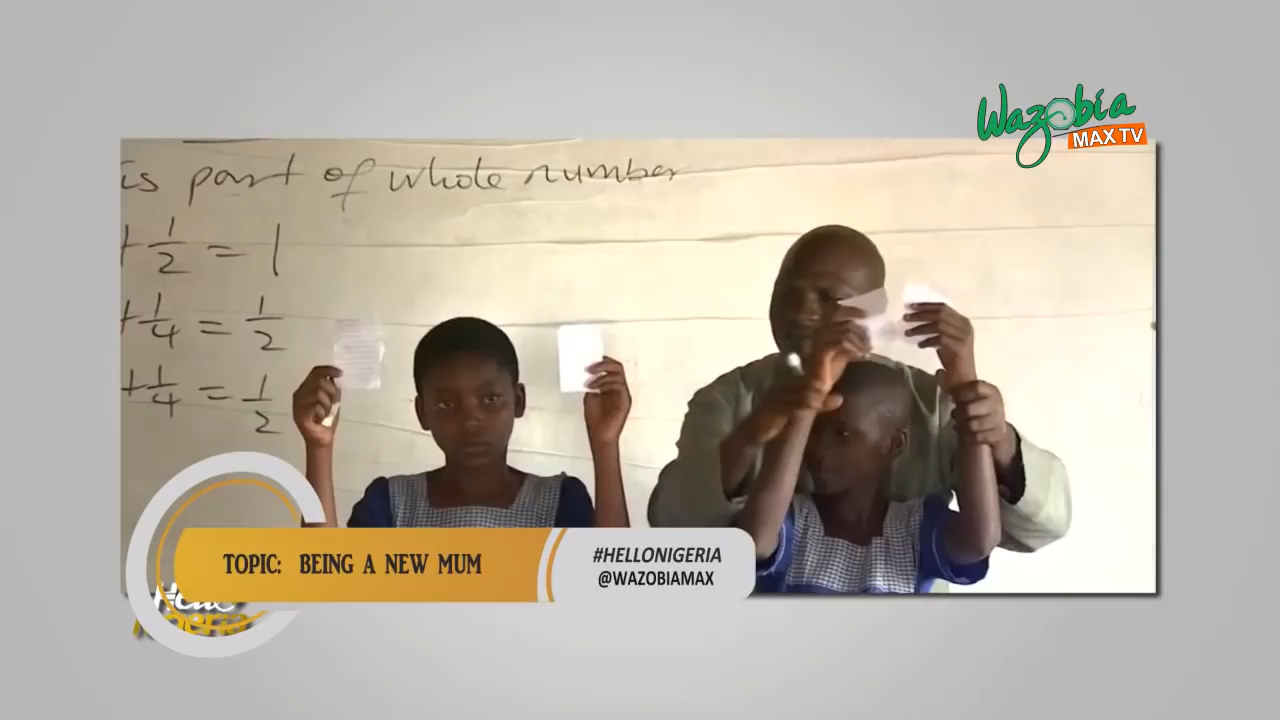 Wazobia
MAX TV
is part of whole number
+ 1/2 = 1
+ 1/4 = 1/2
+ 1/4 = 1/2
TOPIC: BEING A NEW MUM
#HELLONIGERIA
@WAZOBIAMAX